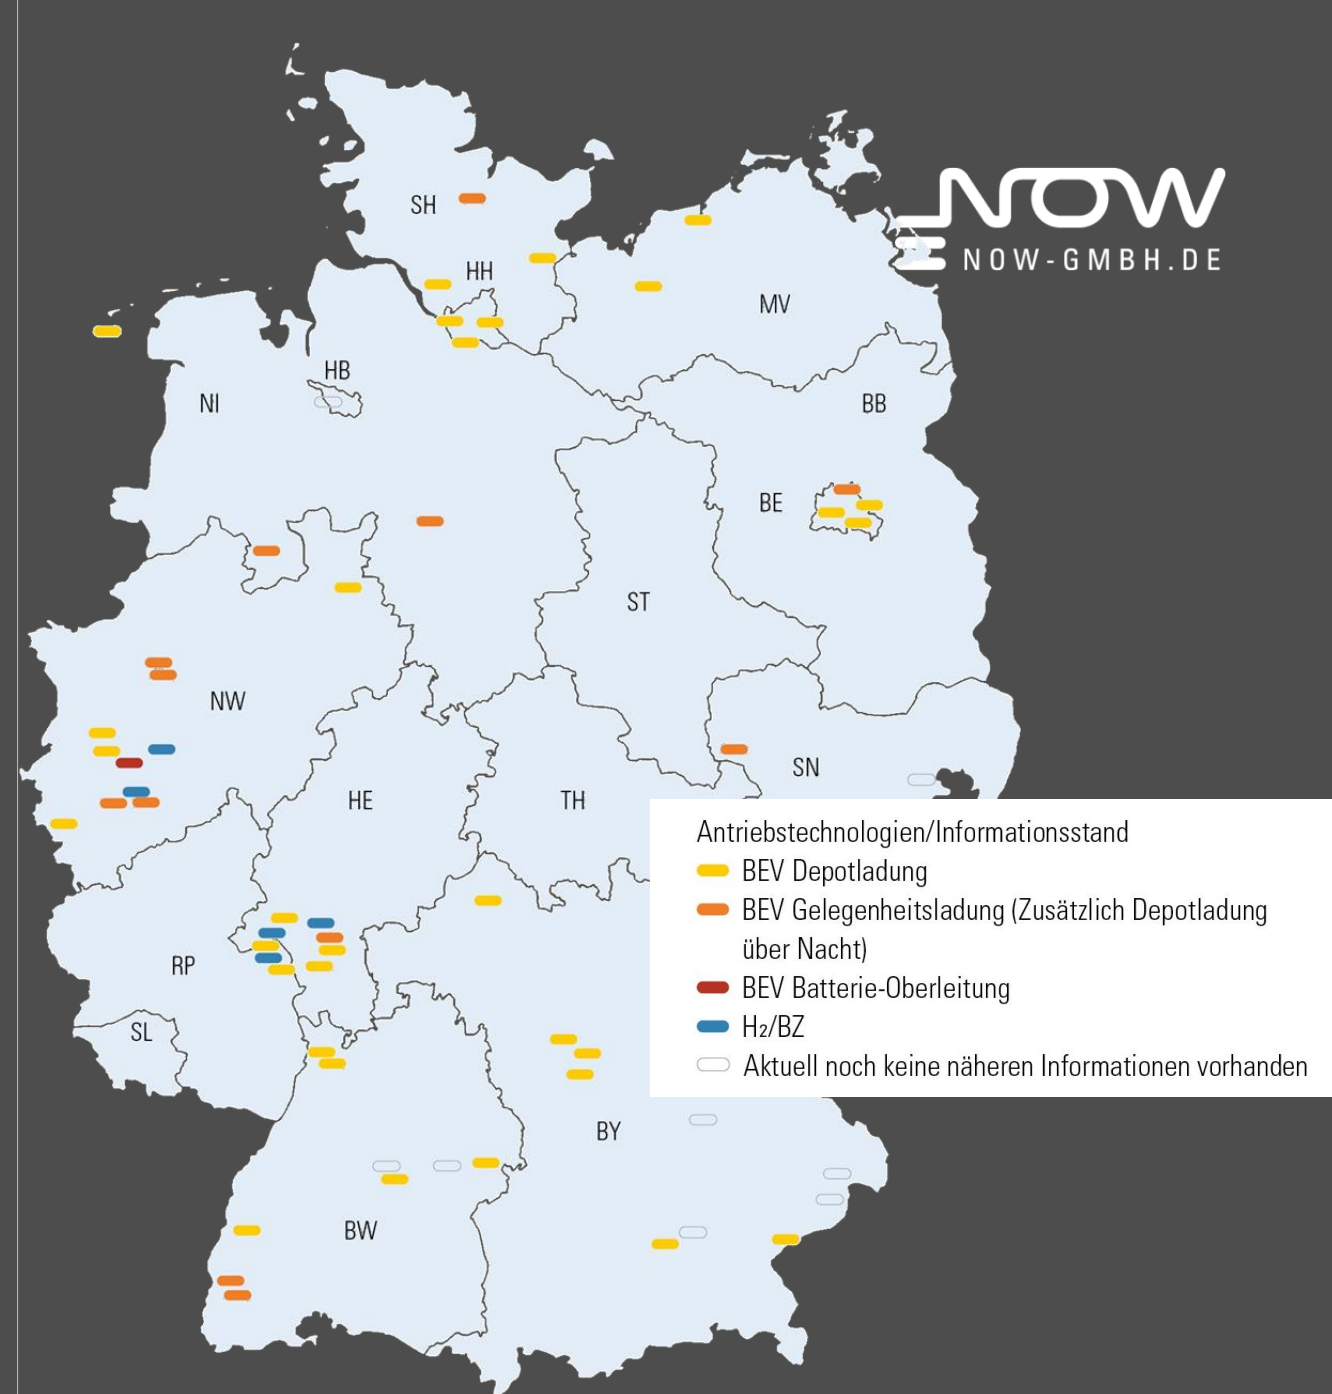 SH
NOW
HH
NOW-GMBH.DE
MV
HB
NI
BB
BE
ST
NW
SN
HE
TH
Antriebstechnologien/Informationsstand
BEV Depotladung
BEV Gelegenheitsladung (Zusätzlich Depotladung
über Nacht)
RP
BEV Batterie-Oberleitung
H₂/BZ
SL
Aktuell noch keine näheren Informationen vorhanden
BY
BW